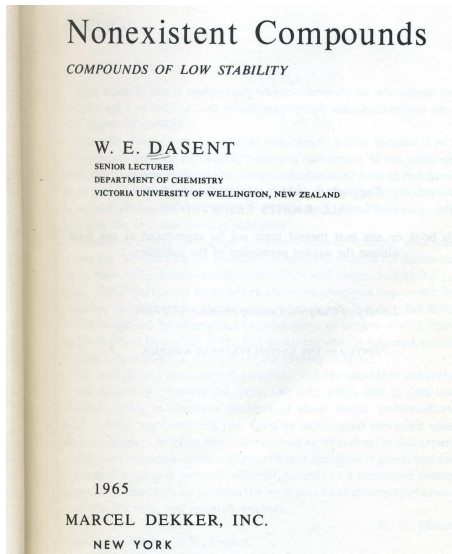 Nonexistent Compounds
COMPOUNDS OF LOW STABILITY
W. E. DASENT
SENIOR LECTURER
DEPARTMENT OF CHEMISTRY
VICTORIA UNIVERSITY OF WELLINGTON, NEW ZEALAND
1965
MARCEL DEKKER, INC.
NEW YORK